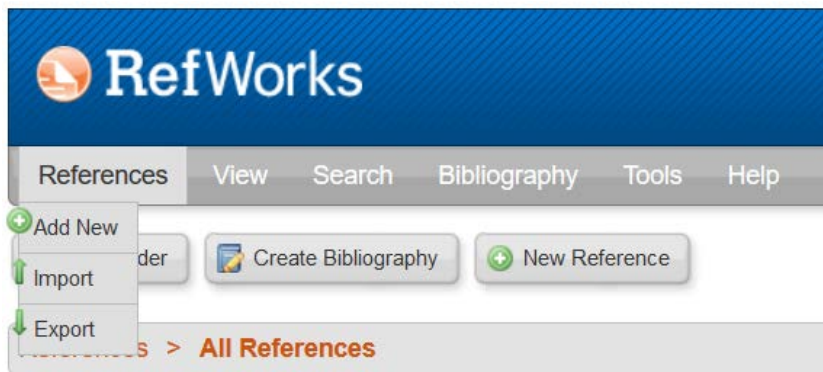 RefWorks
References View Search Bibliography Tools Help
Add New
der Create Bibliography New Reference
Import
Export
> All References